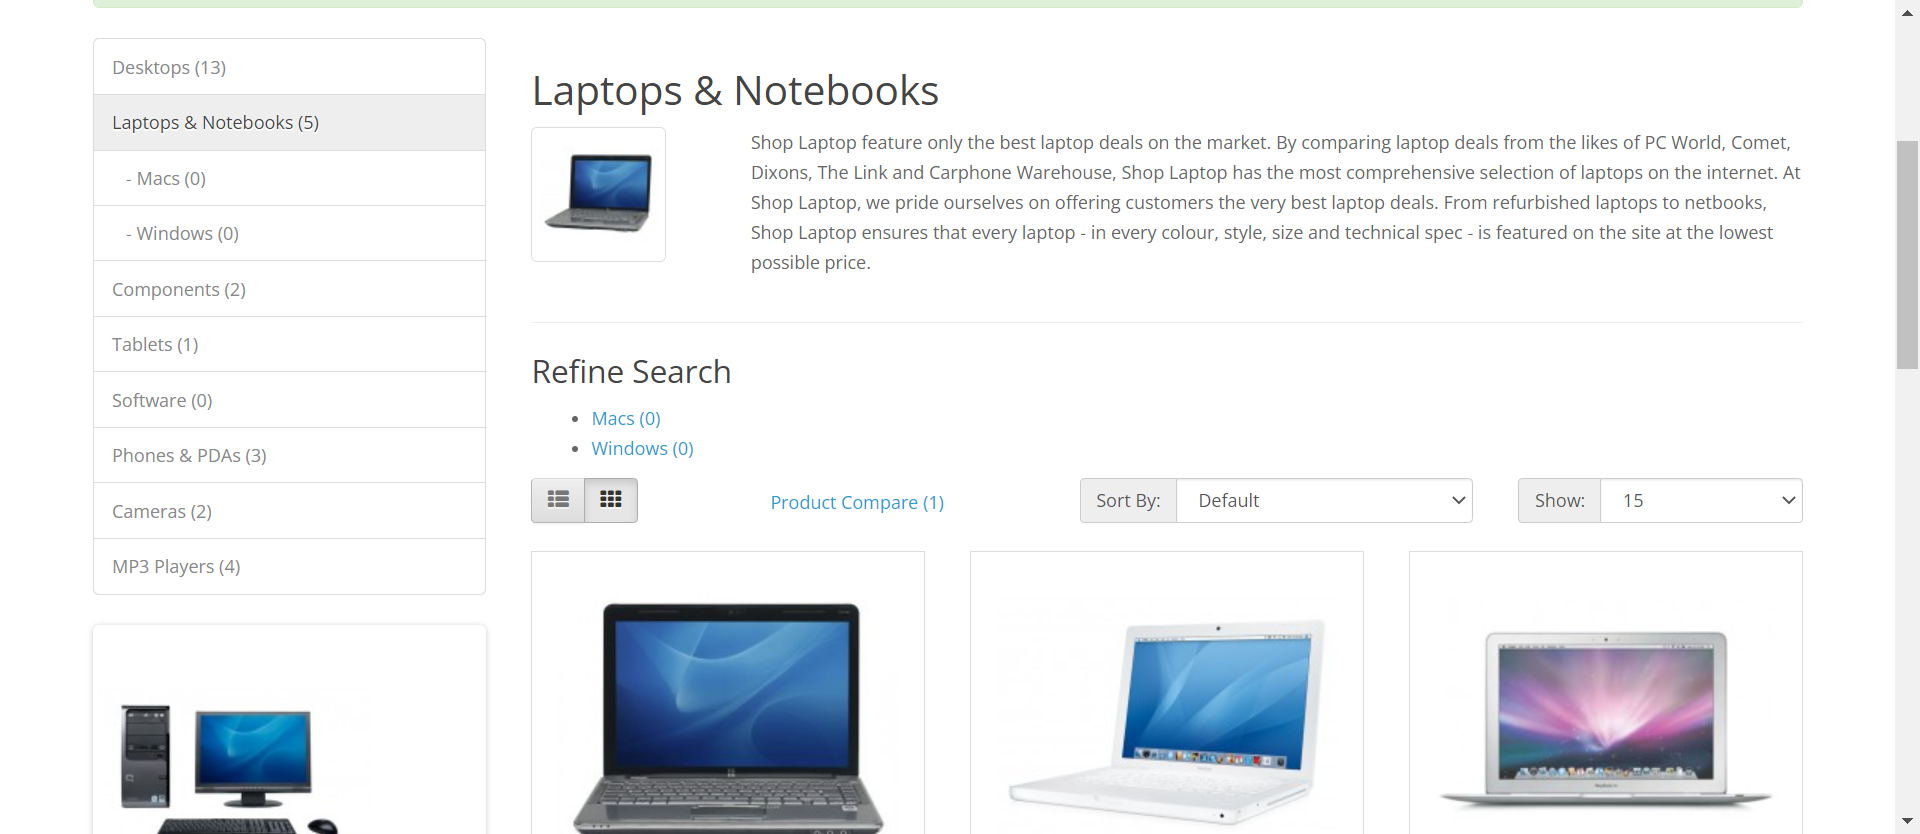 Desktops (13)
Laptops & Notebooks (5)
- Macs (0)
- Windows (0)
Components (2)
Tablets (1)
Software (0)
Phones & PDAs (3)
Cameras (2)
MP3 Players (4)
Laptops & Notebooks
Shop Laptop feature only the best laptop deals on the market. By comparing laptop deals from the likes of PC World, Comet,
Dixons, The Link and Carphone Warehouse, Shop Laptop has the most comprehensive selection of laptops on the internet. At
Shop Laptop, we pride ourselves on offering customers the very best laptop deals. From refurbished laptops to netbooks,
Shop Laptop ensures that every laptop - in every colour, style, size and technical spec - is featured on the site at the lowest
possible price.
Refine Search
Macs (0)
Windows (0)
Product Compare (1)
Sort By: Default
Show: 15